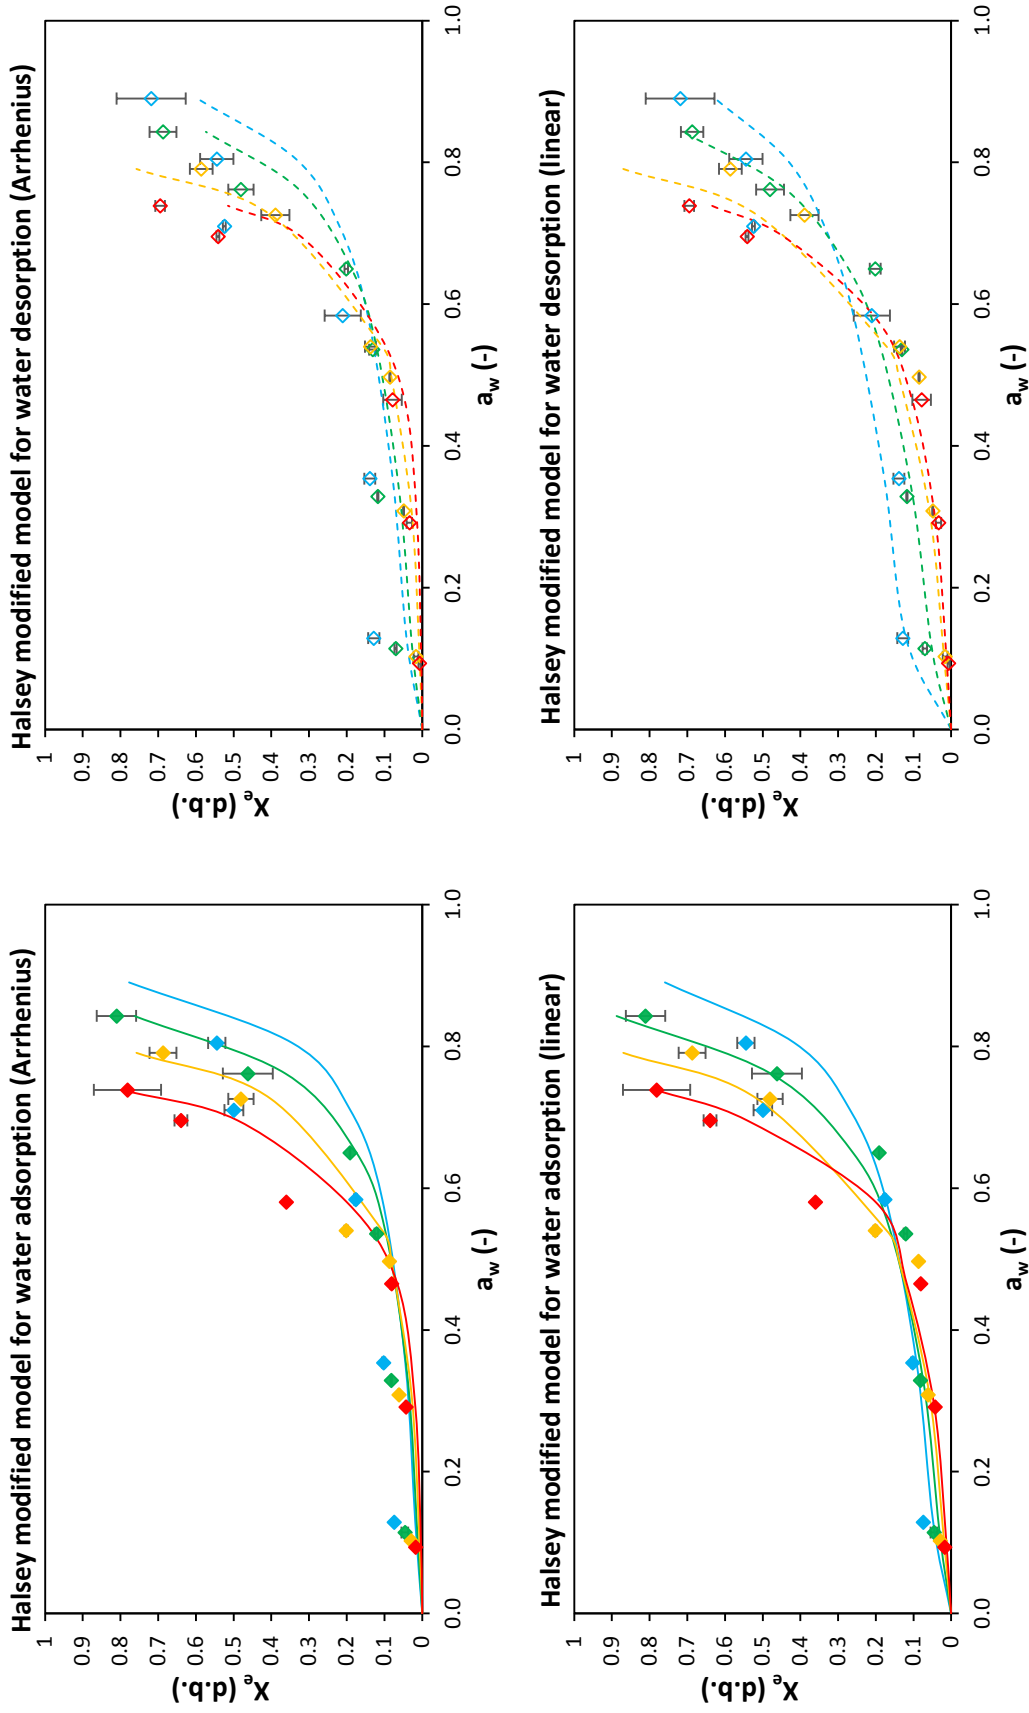 Halsey modified model for water adsorption (Arrhenius)
1
0.9
0.8
0.7
0.6
0.5
0.4
0.3
0.2
0.1
0
Xe (d.b.)
0.0 0.2 0.4 0.6 0.8 1.0
aw (-)
Halsey modified model for water desorption (Arrhenius)
1
0.9
0.8
0.7
0.6
0.5
0.4
0.3
0.2
0.1
0
Xe (d.b.)
0.0 0.2 0.4 0.6 0.8 1.0
aw (-)
Halsey modified model for water adsorption (linear)
1
0.9
0.8
0.7
0.6
0.5
0.4
0.3
0.2
0.1
0
Xe (d.b.)
0.0 0.2 0.4 0.6 0.8 1.0
aw (-)
Halsey modified model for water desorption (linear)
1
0.9
0.8
0.7
0.6
0.5
0.4
0.3
0.2
0.1
0
Xe (d.b.)
0.0 0.2 0.4 0.6 0.8 1.0
aw (-)